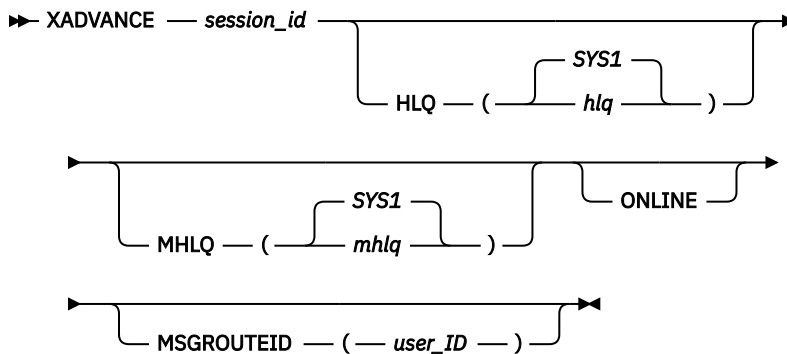 XADVANCE session_id
SYS1
HLQ ( hlq )
SYS1
ONLINE
MHLQ ( mhlq )
MSGROUTEID ( user_ID )